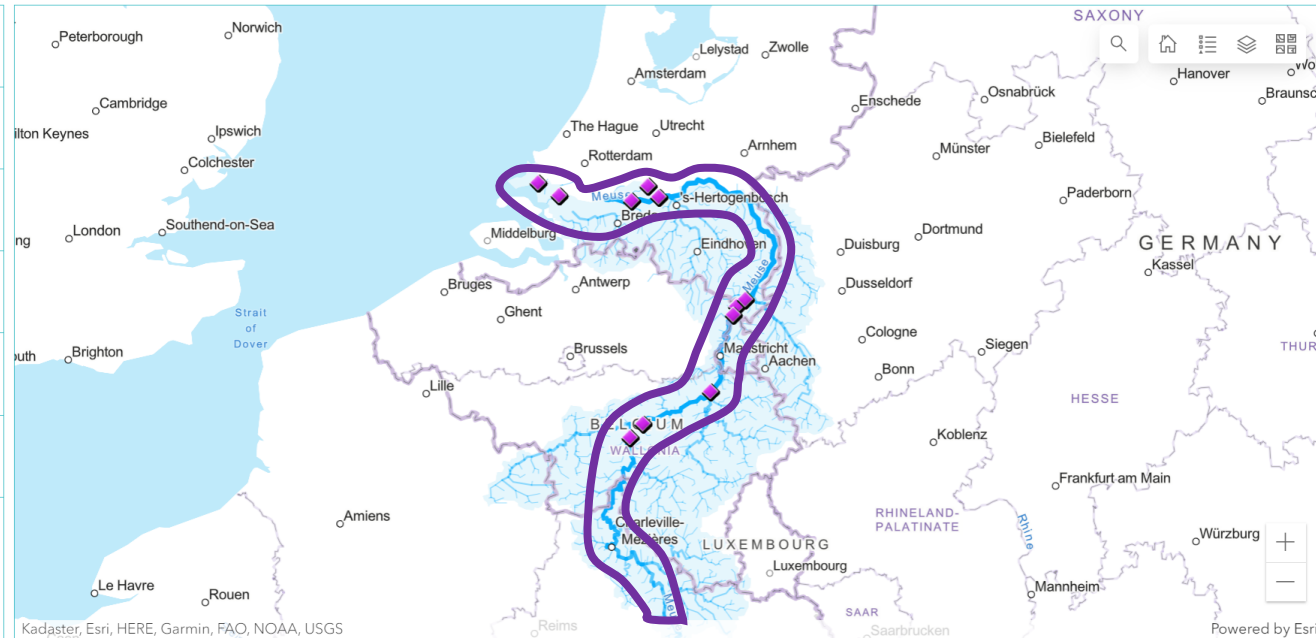 SAXONY
Norwich
Peterborough
Lelystad
Zwolle
Amsterdam
Hanover
Osnabrück
Braunsc
Enschede
Cambridge
The Hague
Utrecht
ilton Keynes
Ipswich
Bielefeld
Arnhem
Münster
Rotterdam
Colchester
Paderborn
Meuse
's-Hertogenbosch
Breda
Southend-on-Sea
London
Middelburg
Dortmund
ng
Eindhoven
Duisburg
GERMANY
Kassel
Meuse
Antwerp
Bruges
Dusseldorf
Ghent
Strait
of
Dover
Cologne
Siegen
THUR
Brussels
Maastricht
Brighton
outh
Aachen
Bonn
Lille
HESSE
BELGIUM
Koblenz
WALLONIA
Frankfurt am Main
Amiens
RHINELAND-
PALATINATE
Charleville-
Mézières
Rhine
Würzburg
LUXEMBOURG
Luxembourg
Le Havre
Rouen
Mannheim
SAAR
Reims
Saarbrucken
Kadaster, Esri, HERE, Garmin, FAO, NOAA, USGS
Powered by Esri